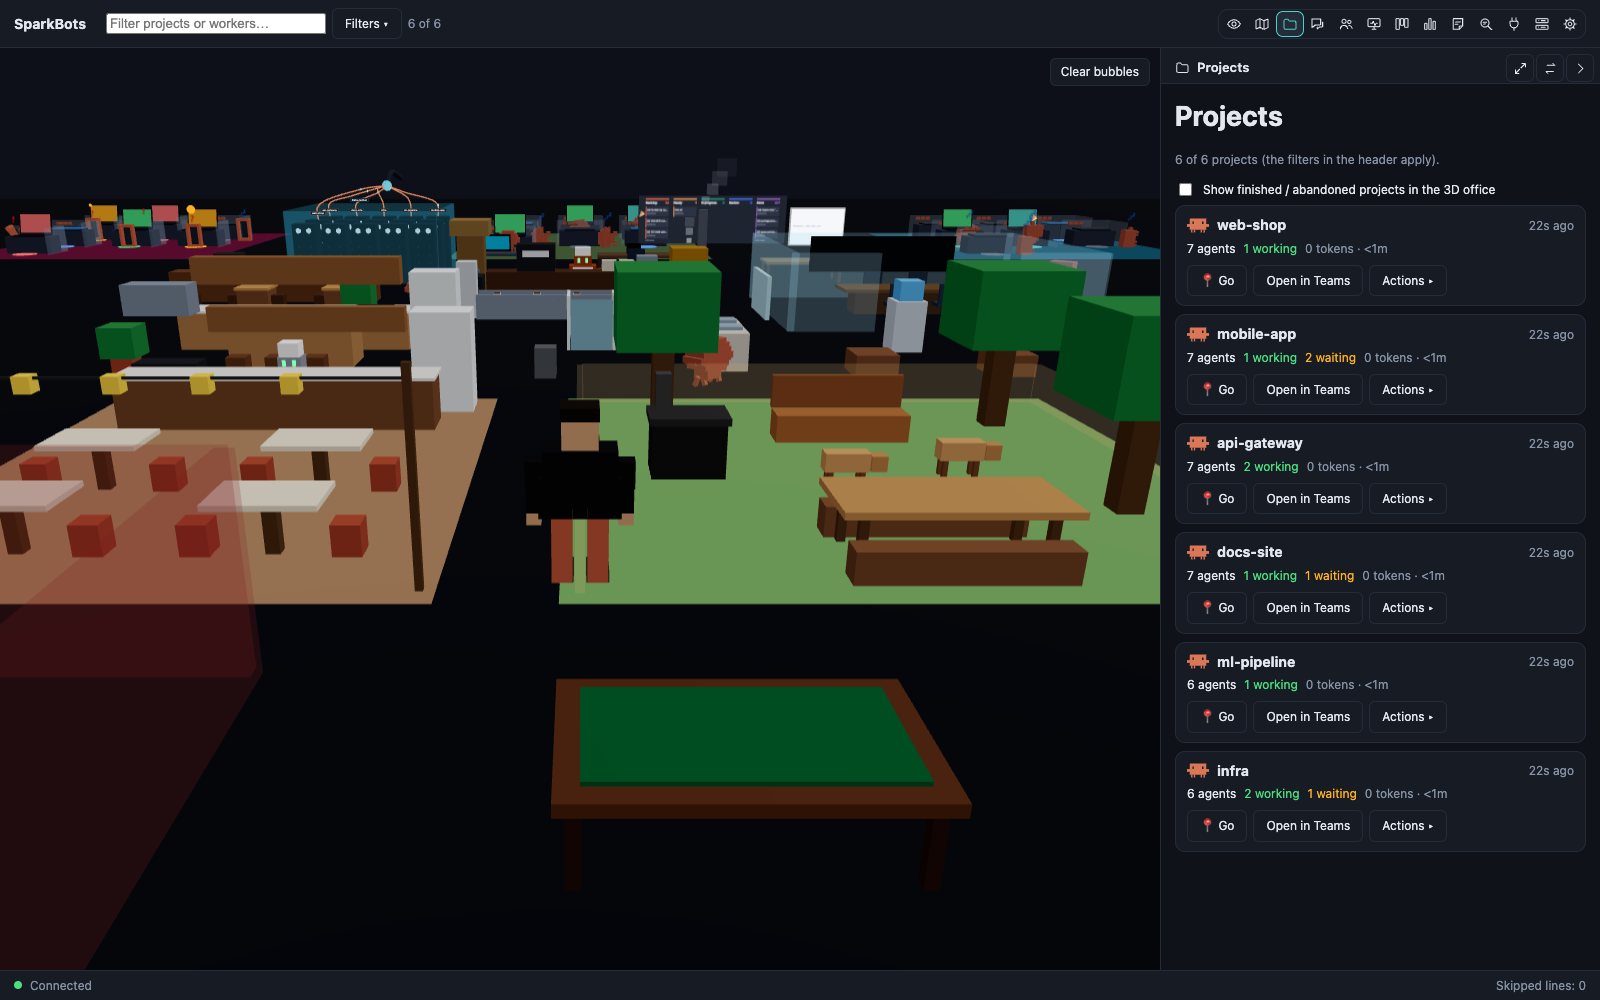 SparkBots
Filter projects or workers…
Filters ▾
6 of 6
Clear bubbles
Projects
Projects
6 of 6 projects (the filters in the header apply).
Show finished / abandoned projects in the 3D office
web-shop 22s ago
7 agents 1 working 0 tokens · <1m
Go Open in Teams Actions ▸
mobile-app 22s ago
7 agents 1 working 2 waiting 0 tokens · <1m
Go Open in Teams Actions ▸
api-gateway 22s ago
7 agents 2 working 0 tokens · <1m
Go Open in Teams Actions ▸
docs-site 22s ago
7 agents 1 working 1 waiting 0 tokens · <1m
Go Open in Teams Actions ▸
ml-pipeline 22s ago
6 agents 1 working 0 tokens · <1m
Go Open in Teams Actions ▸
infra 22s ago
6 agents 2 working 1 waiting 0 tokens · <1m
Go Open in Teams Actions ▸
Connected
Skipped lines: 0